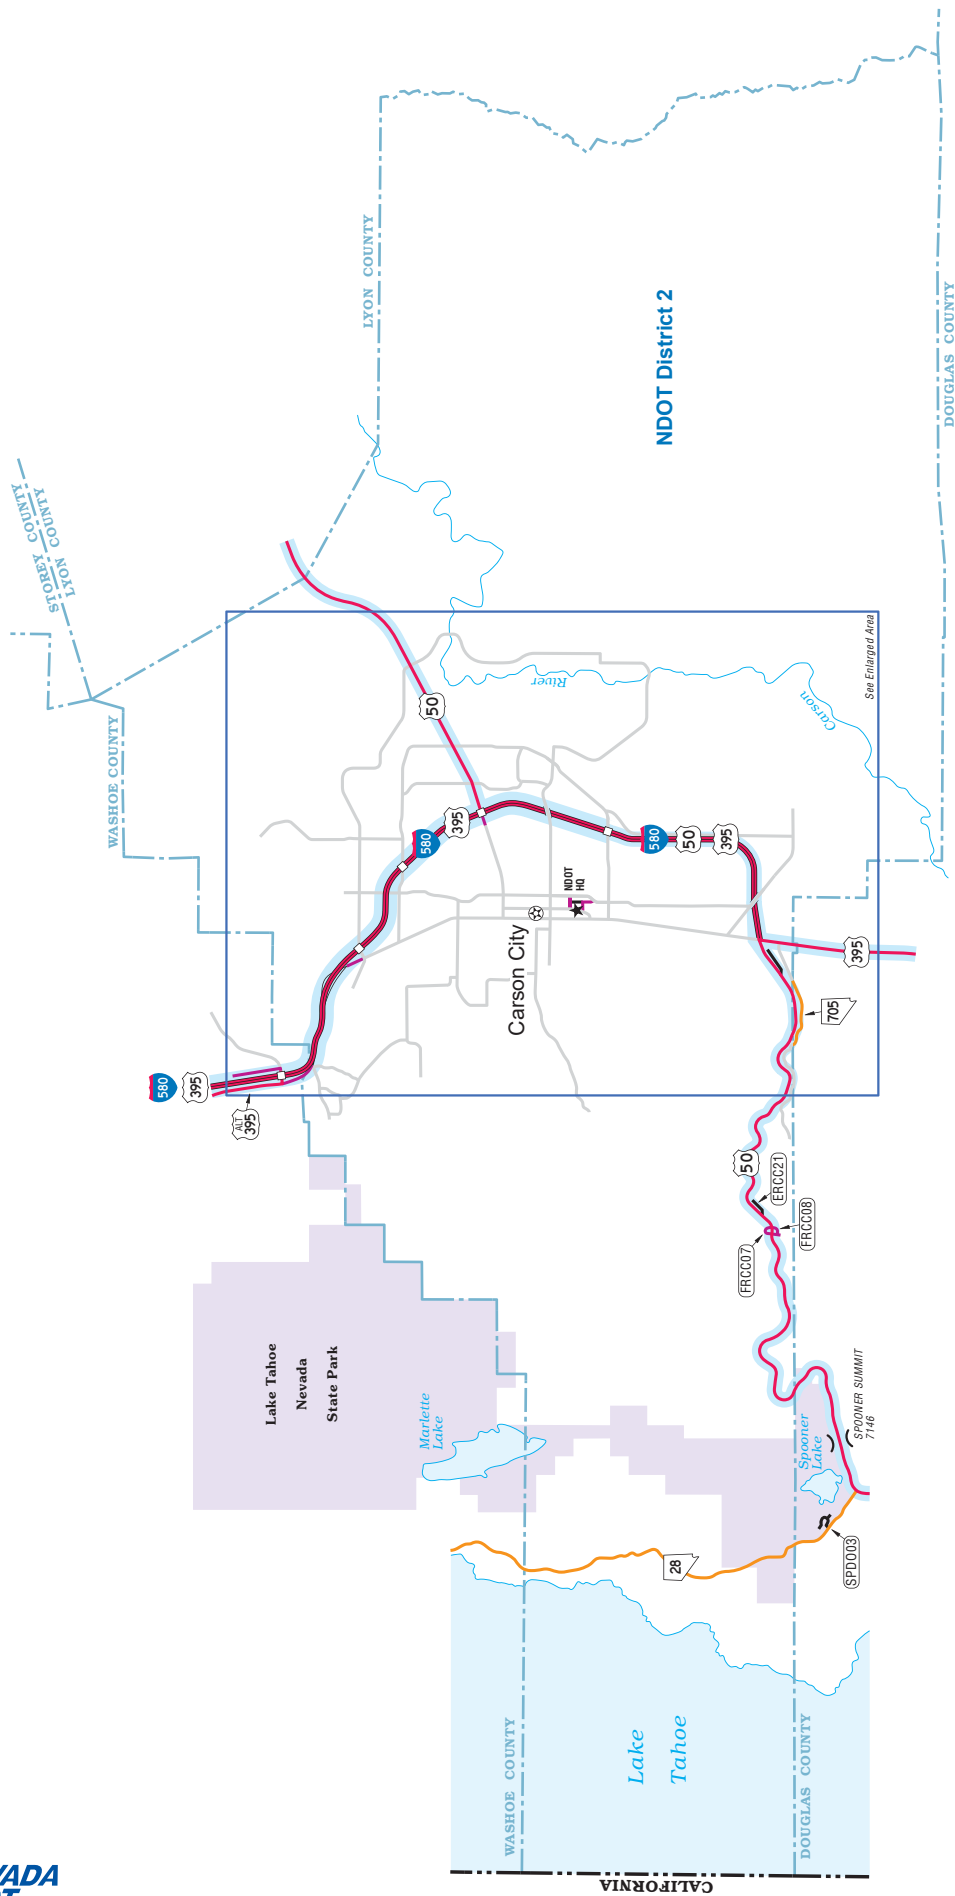 STOREY COUNTY
LYON COUNTY
LYON COUNTY
WASHOE COUNTY
NDOT District 2
DOUGLAS COUNTY
See Enlarged Area
50
River
Carson
580
395
580
50
395
NDOT
HQ
Carson City
395
705
580
395
ALT
395
50
ERCC21
FRCC07
FRCC08
Lake Tahoe
Nevada
State Park
Marlette
Lake
Spooner
Lake
SPOONER SUMMIT
7146
SPDO03
28
WASHOE COUNTY
Lake
Tahoe
DOUGLAS COUNTY
CALIFORNIA